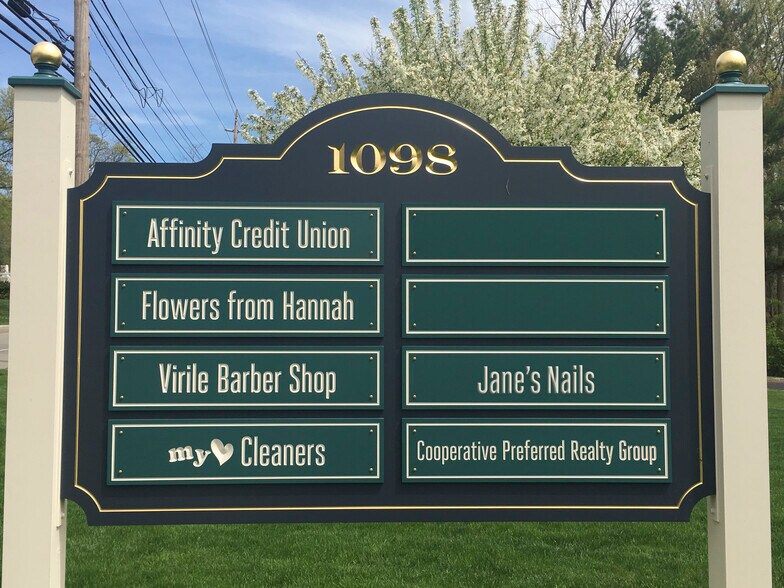 1098
Affinity Credit Union
Flowers from Hannah
Virile Barber Shop
my Cleaners
Jane's Nails
Cooperative Preferred Realty Group